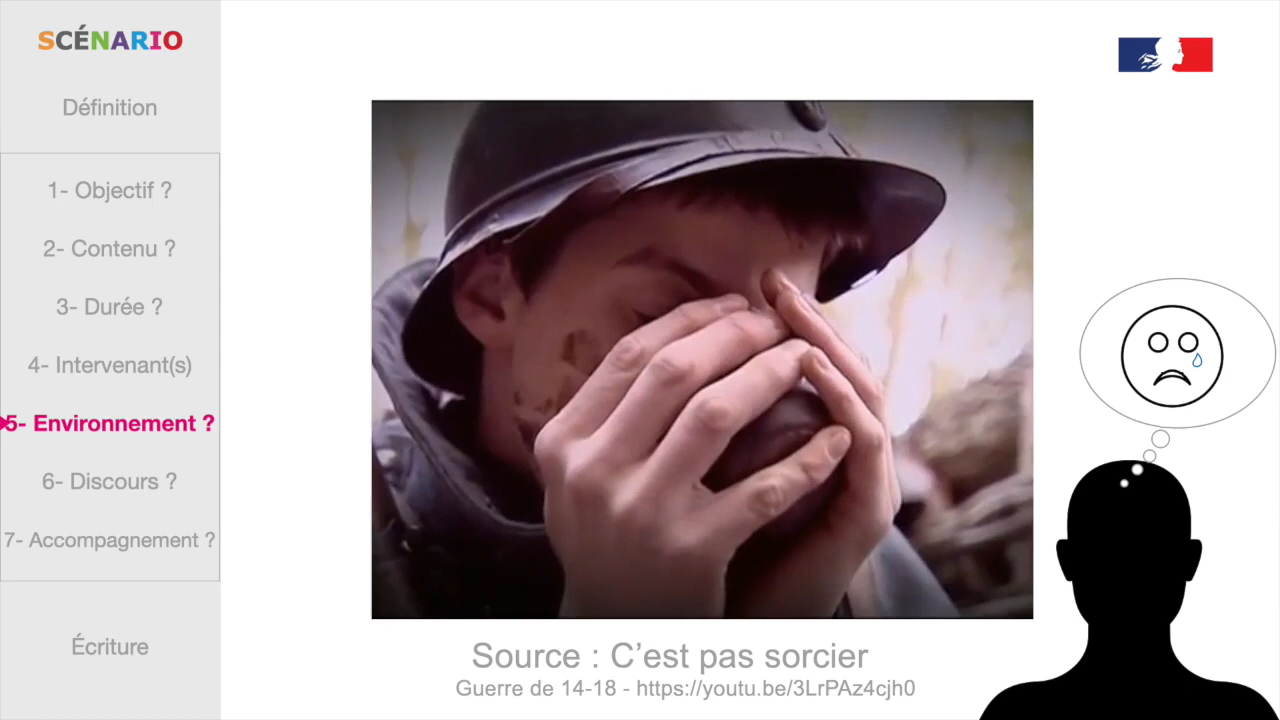 SCÉNARIO
Définition
1- Objectif ?
2- Contenu ?
3- Durée ?
4- Intervenant(s)
5- Environnement ?
6- Discours ?
7- Accompagnement ?
Écriture
Source : C’est pas sorcier
Guerre de 14-18 - https://youtu.be/3LrPAz4cjh0